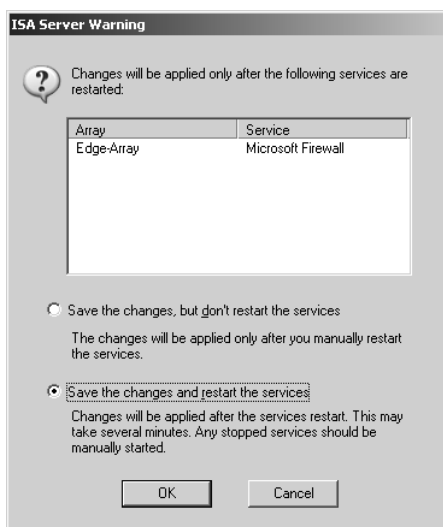 ISA Server Warning
Changes will be applied only after the following services are
restarted:
Array Service
Edge-Array Microsoft Firewall
Save the changes, but don't restart the services
The changes will be applied only after you manually restart
the services.
Save the changes and restart the services
Changes will be applied after the services restart. This may
take several minutes. Any stopped services should be
manually started.
OK Cancel